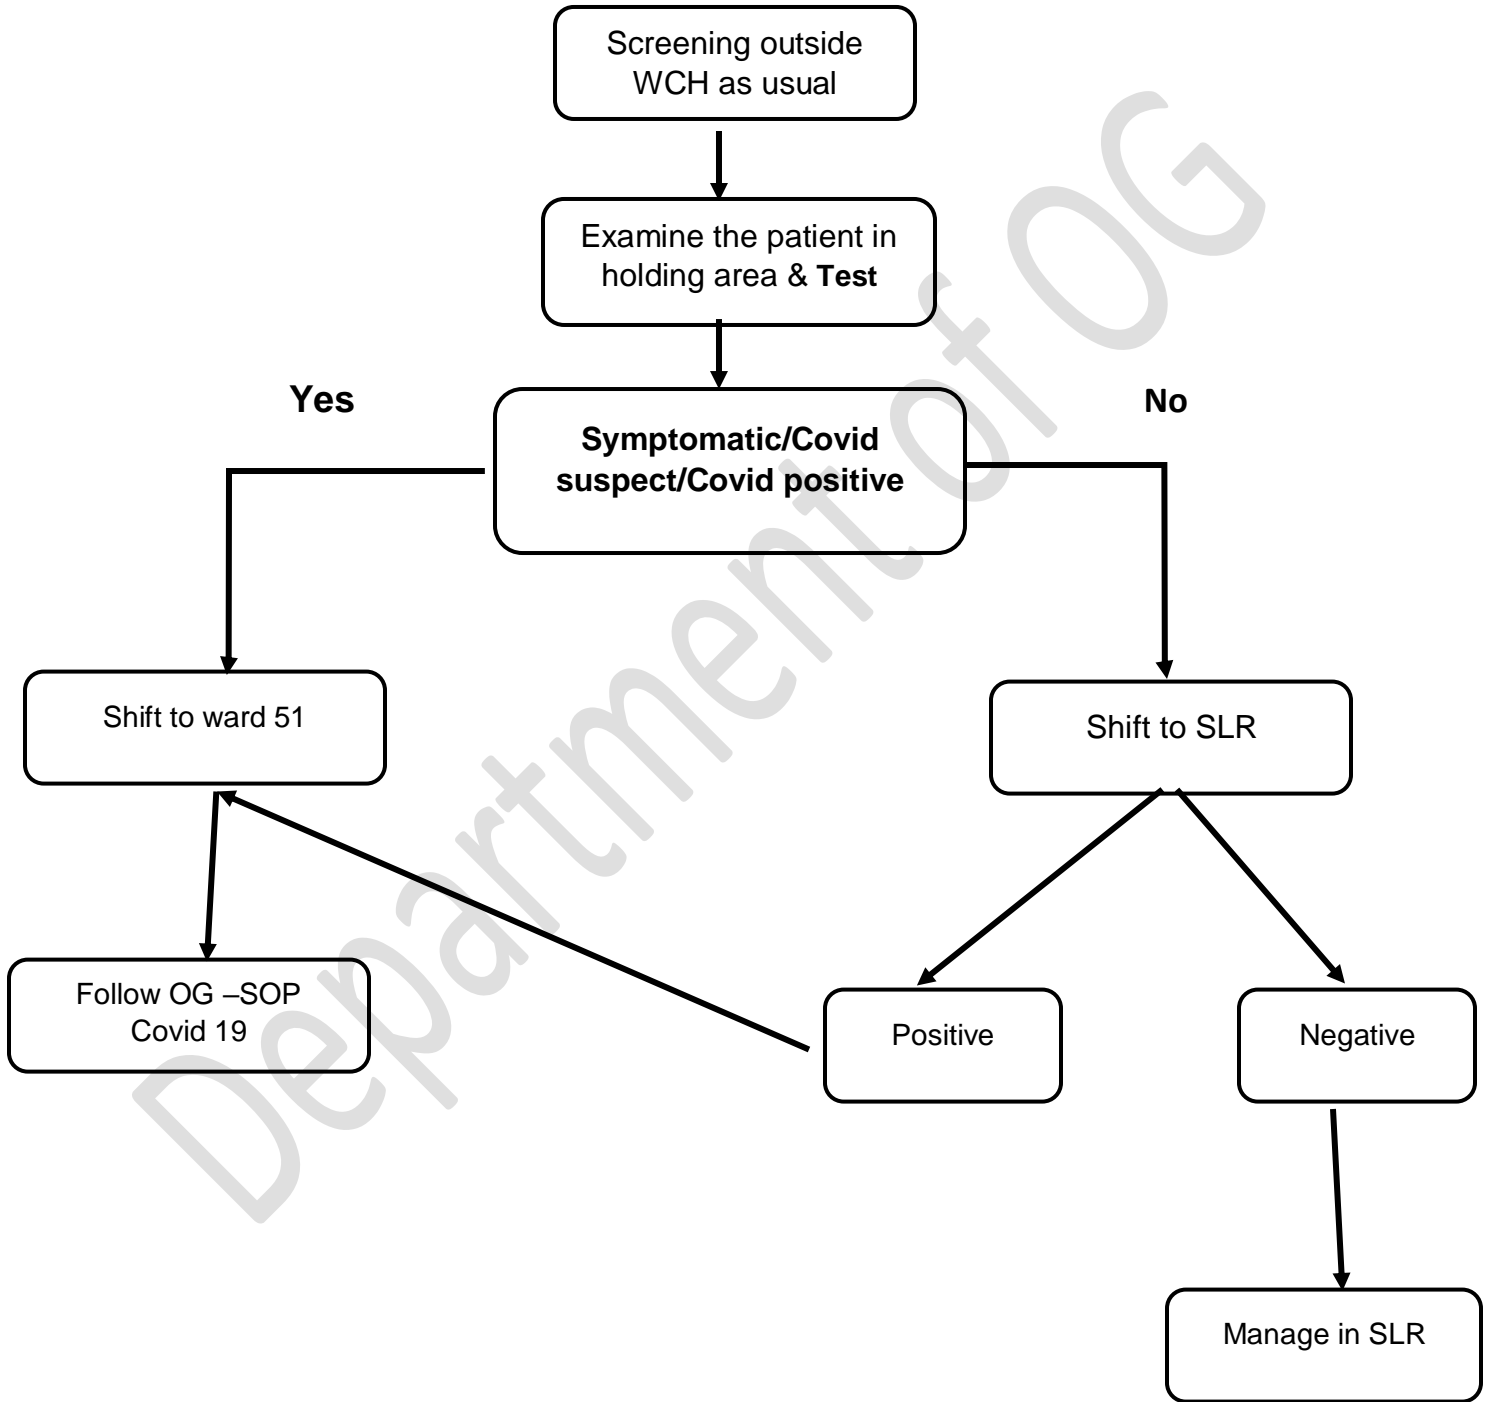 Screening outside
WCH as usual
Examine the patient in
holding area & Test
Yes
No
Symptomatic/Covid
suspect/Covid positive
Shift to ward 51
Shift to SLR
Follow OG –SOP
Covid 19
Positive
Negative
Manage in SLR
Department of OG